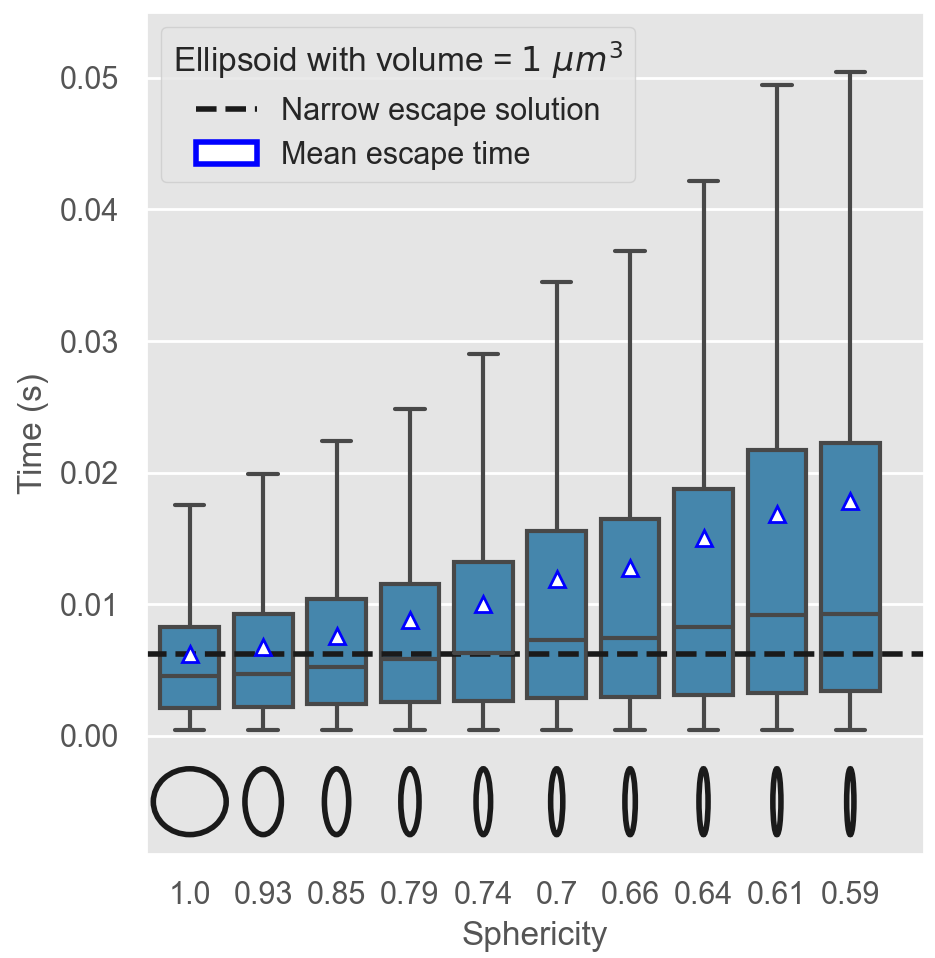 Ellipsoid with volume = 1 μm³
Narrow escape solution
Mean escape time
Time (s)
0.05
0.04
0.03
0.02
0.01
0.00
1.0 0.93 0.85 0.79 0.74 0.7 0.66 0.64 0.61 0.59
Sphericity